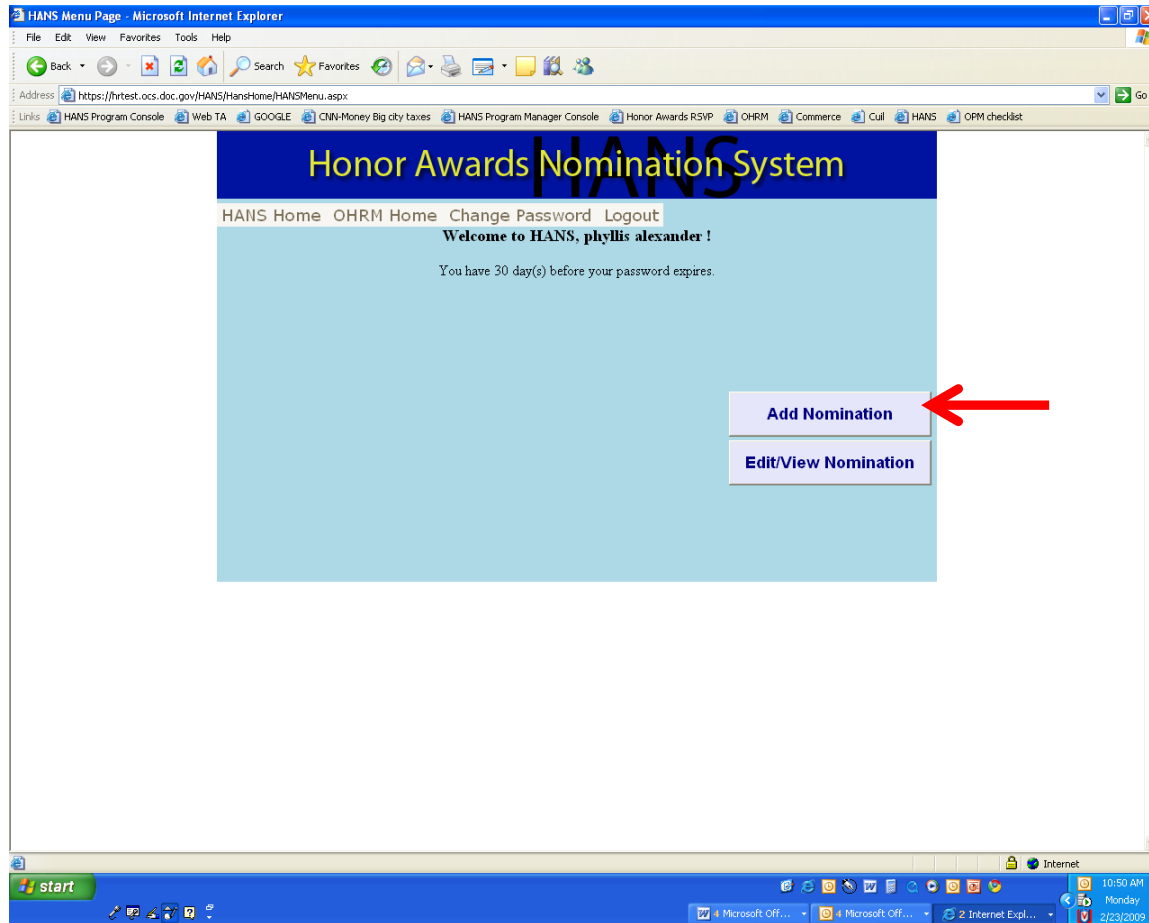 HANS Menu Page - Microsoft Internet Explorer
File Edit View Favorites Tools Help
Back Search Favorites
Address https://hrtest.ocs.doc.gov/HANS/HansHome/HANSMenu.aspx Go
Links HANS Program Console Web TA GOOGLE CNN-Money Big city taxes HANS Program Manager Console Honor Awards RSVP OHRM Commerce Cuil HANS OPM checklist
HANS
Honor Awards Nomination System
HANS Home OHRM Home Change Password Logout
Welcome to HANS, phyllis alexander !
You have 30 day(s) before your password expires.
Add Nomination
Edit/View Nomination
Internet
start 10:50 AM
Monday
4 Microsoft Off... 4 Microsoft Off... 2 Internet Expl... 2/23/2009